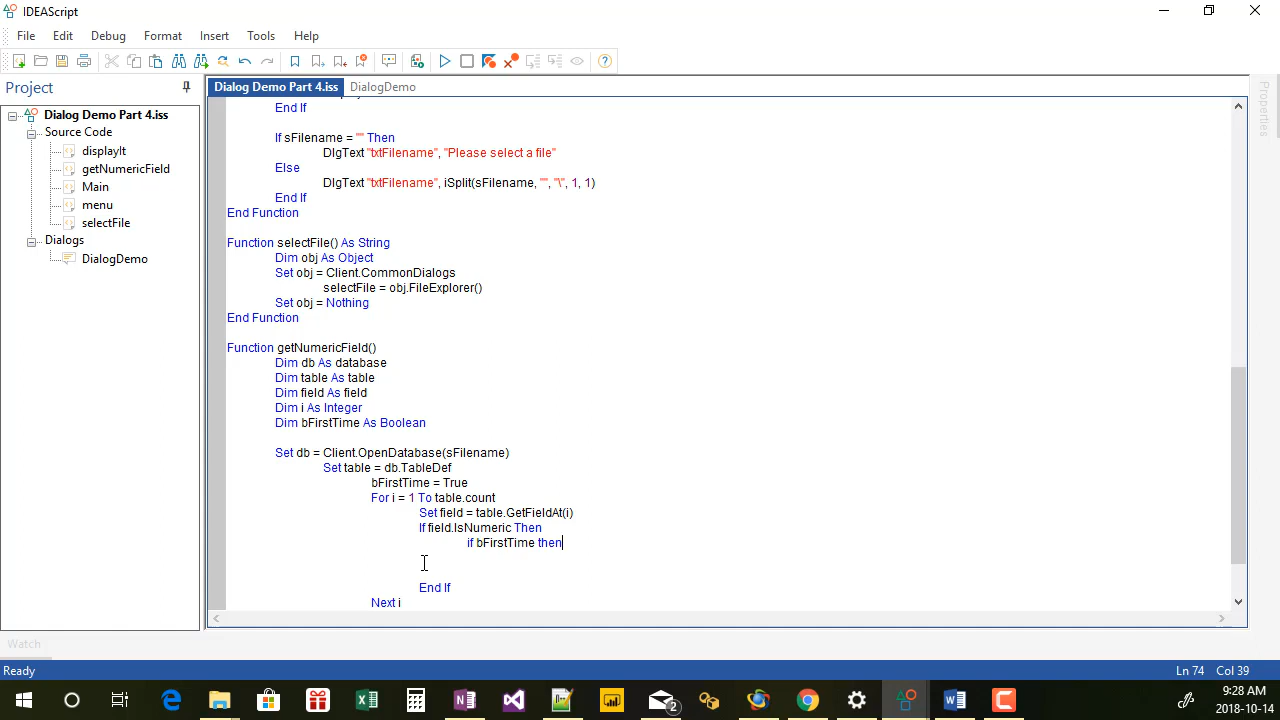 IDEAScript
File Edit Debug Format Insert Tools Help
Project
Dialog Demo Part 4.iss DialogDemo
Properties
Dialog Demo Part 4.iss
Source Code
displayIt
getNumericField
Main
menu
selectFile
Dialogs
DialogDemo
End If
If sFilename = "" Then
DlgText "txtFilename", "Please select a file"
Else
DlgText "txtFilename", iSplit(sFilename, "", "\", 1, 1)
End If
End Function
Function selectFile() As String
Dim obj As Object
Set obj = Client.CommonDialogs
selectFile = obj.FileExplorer()
Set obj = Nothing
End Function
Function getNumericField()
Dim db As database
Dim table As table
Dim field As field
Dim i As Integer
Dim bFirstTime As Boolean
Set db = Client.OpenDatabase(sFilename)
Set table = db.TableDef
bFirstTime = True
For i = 1 To table.count
Set field = table.GetFieldAt(i)
If field.IsNumeric Then
if bFirstTime then
End If
Next i
Watch
Ready Ln 74 Col 39
2
9:28 AM
2018-10-14